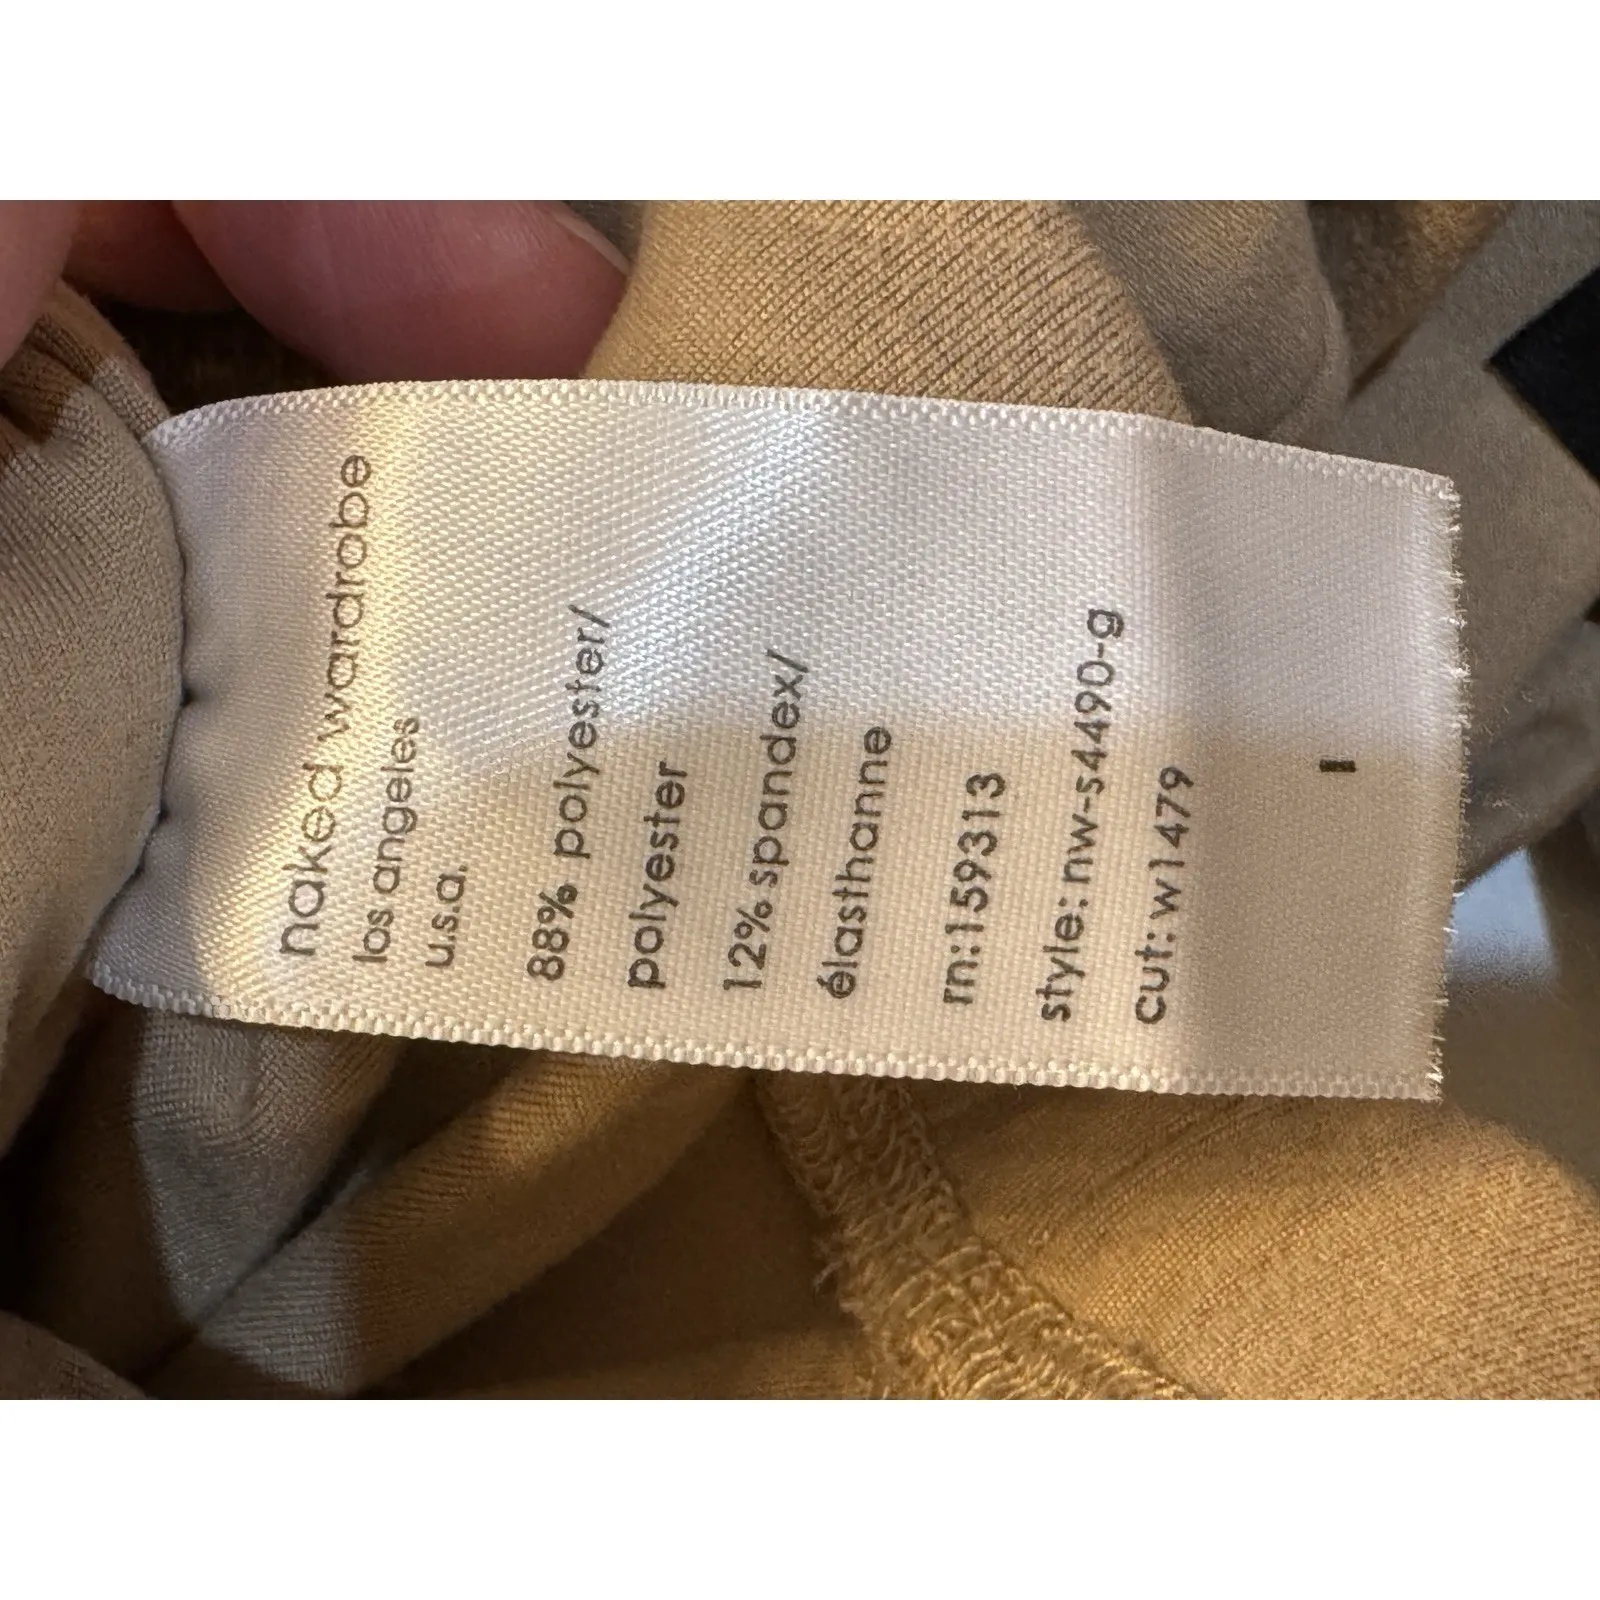 naked wardrobe
los angeles
u.s.a.
88% polyester/
polyester
12% spandex/
élasthanne
rn:159313
style: nw-s4490-g
cut: w1479